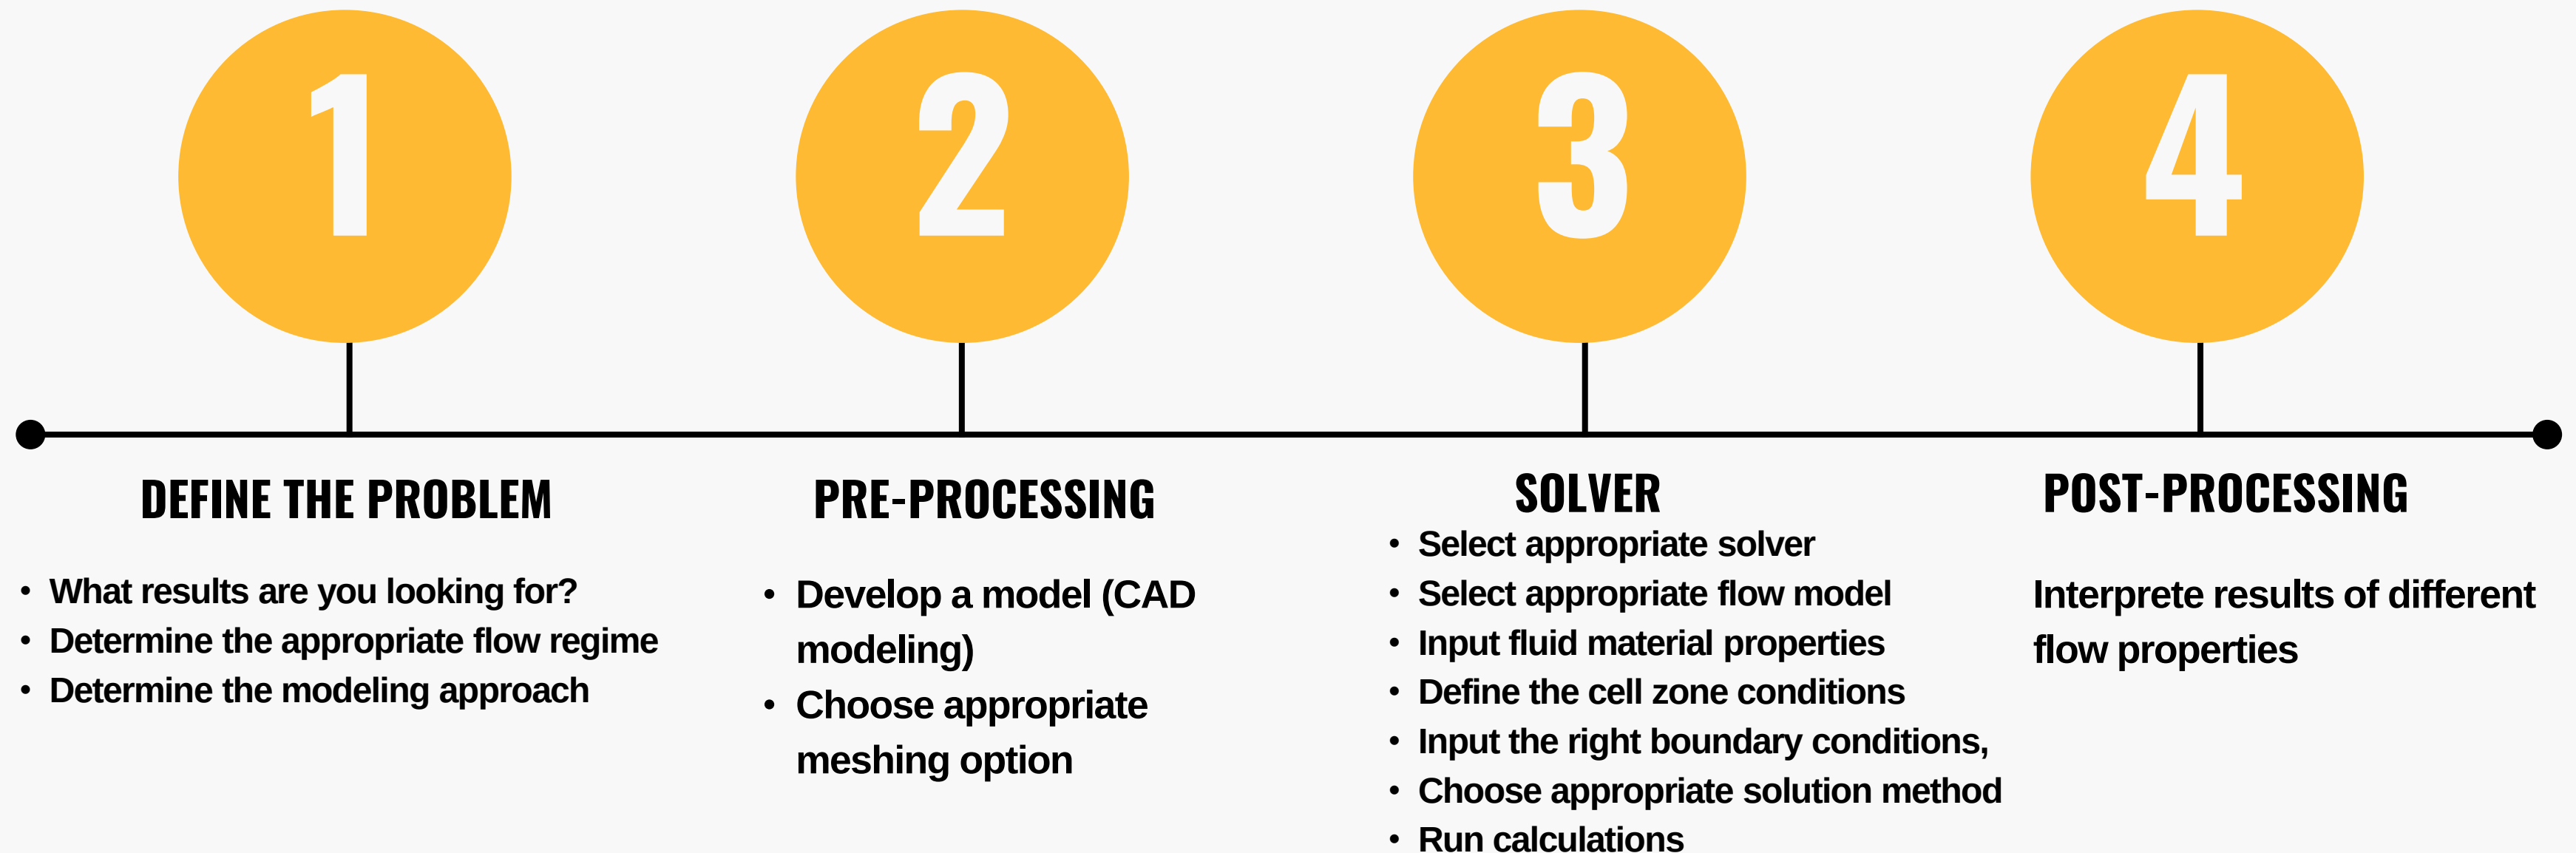 1
2
3
4
DEFINE THE PROBLEM
• What results are you looking for?
• Determine the appropriate flow regime
• Determine the modeling approach
PRE-PROCESSING
• Develop a model (CAD
modeling)
• Choose appropriate
meshing option
SOLVER
• Select appropriate solver
• Select appropriate flow model
• Input fluid material properties
• Define the cell zone conditions
• Input the right boundary conditions,
• Choose appropriate solution method
• Run calculations
POST-PROCESSING
Interprete results of different
flow properties